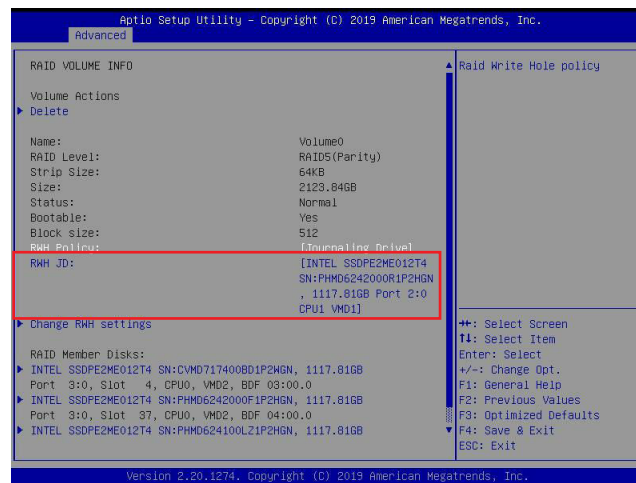 Aptio Setup Utility – Copyright (C) 2019 American Megatrends, Inc.
Advanced
RAID VOLUME INFO
Volume Actions
Delete
Name: Volume0
RAID Level: RAID5(Parity)
Strip Size: 64KB
Size: 2123.84GB
Status: Normal
Bootable: Yes
Block size: 512
RWH Policy: [Journaling Drive]
RWH JD: [INTEL SSDPE2ME012T4
SN:PHMD6242000R1P2HGN
, 1117.81GB Port 2:0
CPU1 VMD1]
Change RWH settings
RAID Member Disks:
INTEL SSDPE2ME012T4 SN:CVMD717400BD1P2WGN, 1117.81GB
Port 3:0, Slot 4, CPU0, VMD2, BDF 03:00.0
INTEL SSDPE2ME012T4 SN:PHMD6242000F1P2HGN, 1117.81GB
Port 3:0, Slot 37, CPU0, VMD2, BDF 04:00.0
INTEL SSDPE2ME012T4 SN:PHMD624100LZ1P2HGN, 1117.81GB
Raid Write Hole policy
→←: Select Screen
↑↓: Select Item
Enter: Select
+/-: Change Opt.
F1: General Help
F2: Previous Values
F3: Optimized Defaults
F4: Save & Exit
ESC: Exit
Version 2.20.1274. Copyright (C) 2019 American Megatrends, Inc.